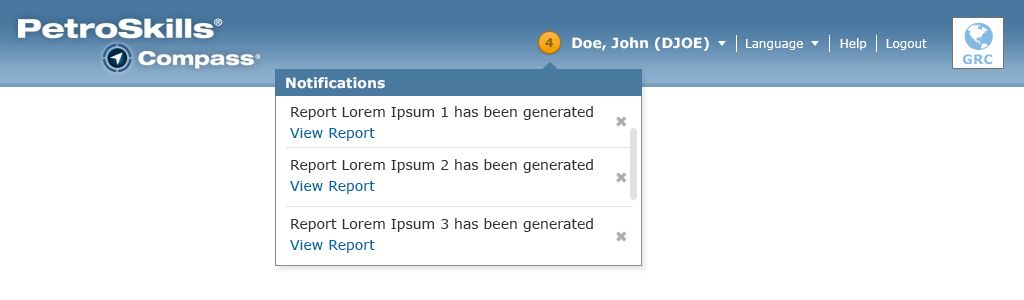 PetroSkills®
Compass®
4 Doe, John (DJOE) Language Help Logout
GRC
Notifications
Report Lorem Ipsum 1 has been generated
View Report
Report Lorem Ipsum 2 has been generated
View Report
Report Lorem Ipsum 3 has been generated
View Report